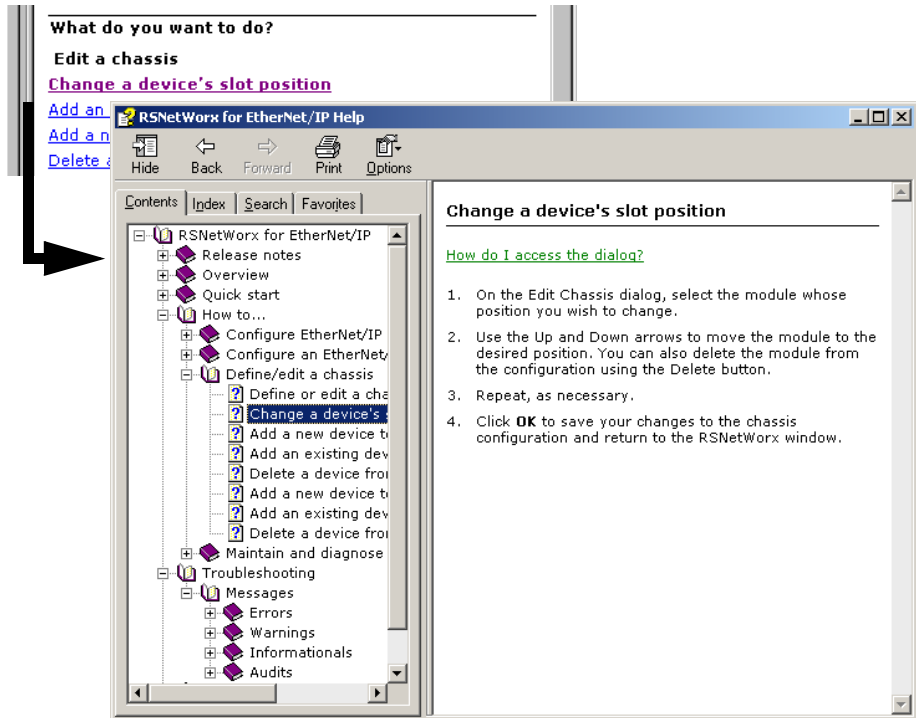 What do you want to do?
Edit a chassis
Change a device's slot position
Add an
Add a n
Delete
RSNetWorx for EtherNet/IP Help
Hide Back Forward Print Options
Contents Index Search Favorites
RSNetWorx for EtherNet/IP
Release notes
Overview
Quick start
How to...
Configure EtherNet/IP
Configure an EtherNet/
Define/edit a chassis
Define or edit a cha
Change a device's
Add a new device to
Add an existing dev
Delete a device from
Add a new device to
Add an existing dev
Delete a device from
Maintain and diagnose
Troubleshooting
Messages
Errors
Warnings
Informationals
Audits
Change a device's slot position
How do I access the dialog?
1. On the Edit Chassis dialog, select the module whose
position you wish to change.
2. Use the Up and Down arrows to move the module to the
desired position. You can also delete the module from
the configuration using the Delete button.
3. Repeat, as necessary.
4. Click OK to save your changes to the chassis
configuration and return to the RSNetWorx window.